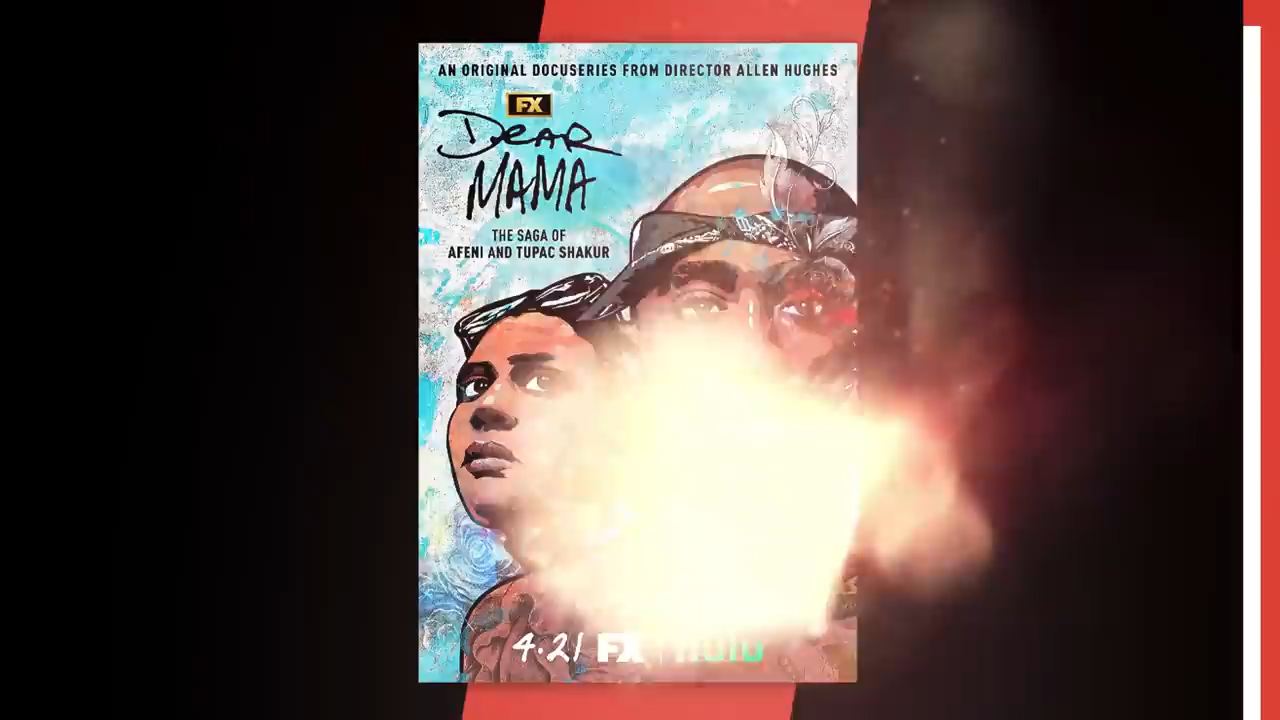 AN ORIGINAL DOCUSERIES FROM DIRECTOR ALLEN HUGHES
FX
DEAR
MAMA
THE SAGA OF
AFENI AND TUPAC SHAKUR
4.21 FX